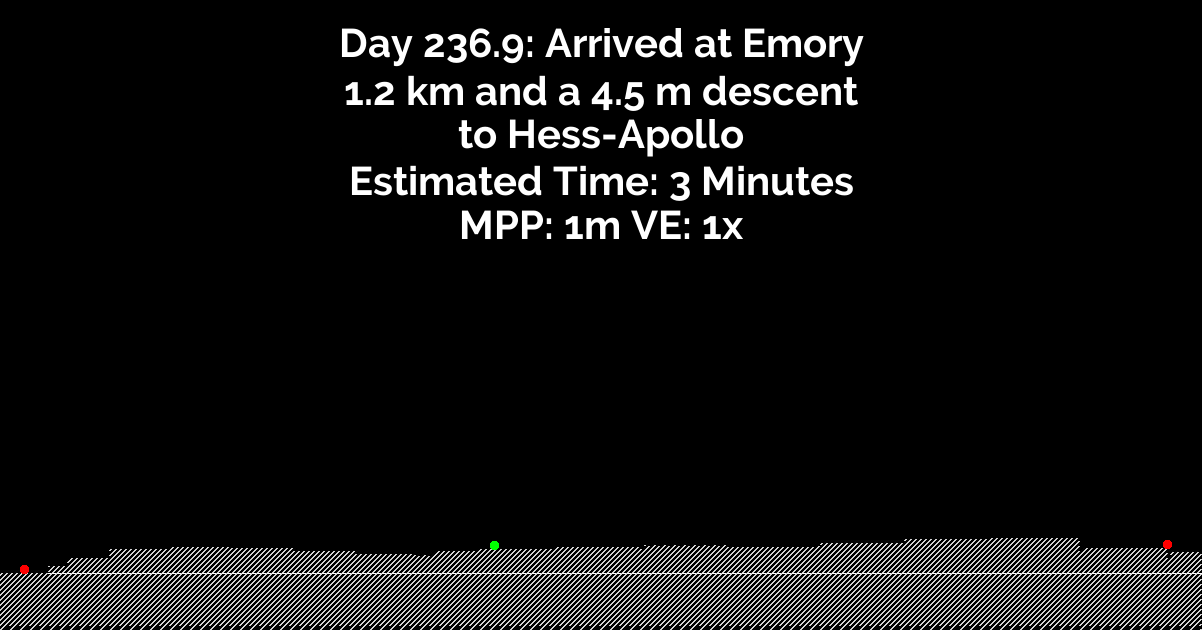 Day 236.9: Arrived at Emory
1.2 km and a 4.5 m descent
to Hess-Apollo
Estimated Time: 3 Minutes
MPP: 1m VE: 1x